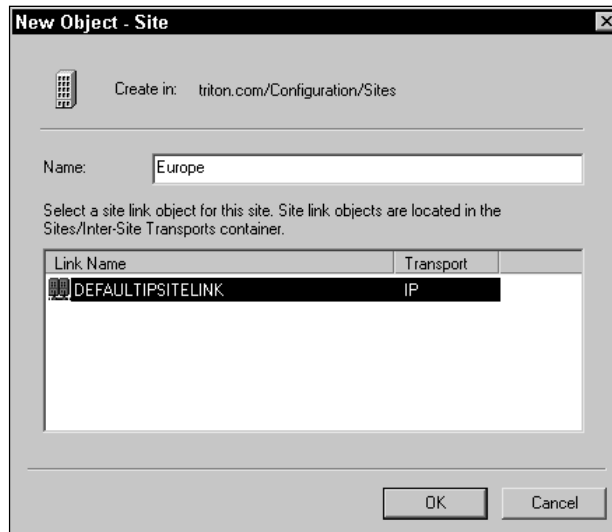 New Object - Site
Create in: triton.com/Configuration/Sites
Name: Europe
Select a site link object for this site. Site link objects are located in the
Sites/Inter-Site Transports container.
Link Name Transport
DEFAULTIPSITELINK IP
OK Cancel